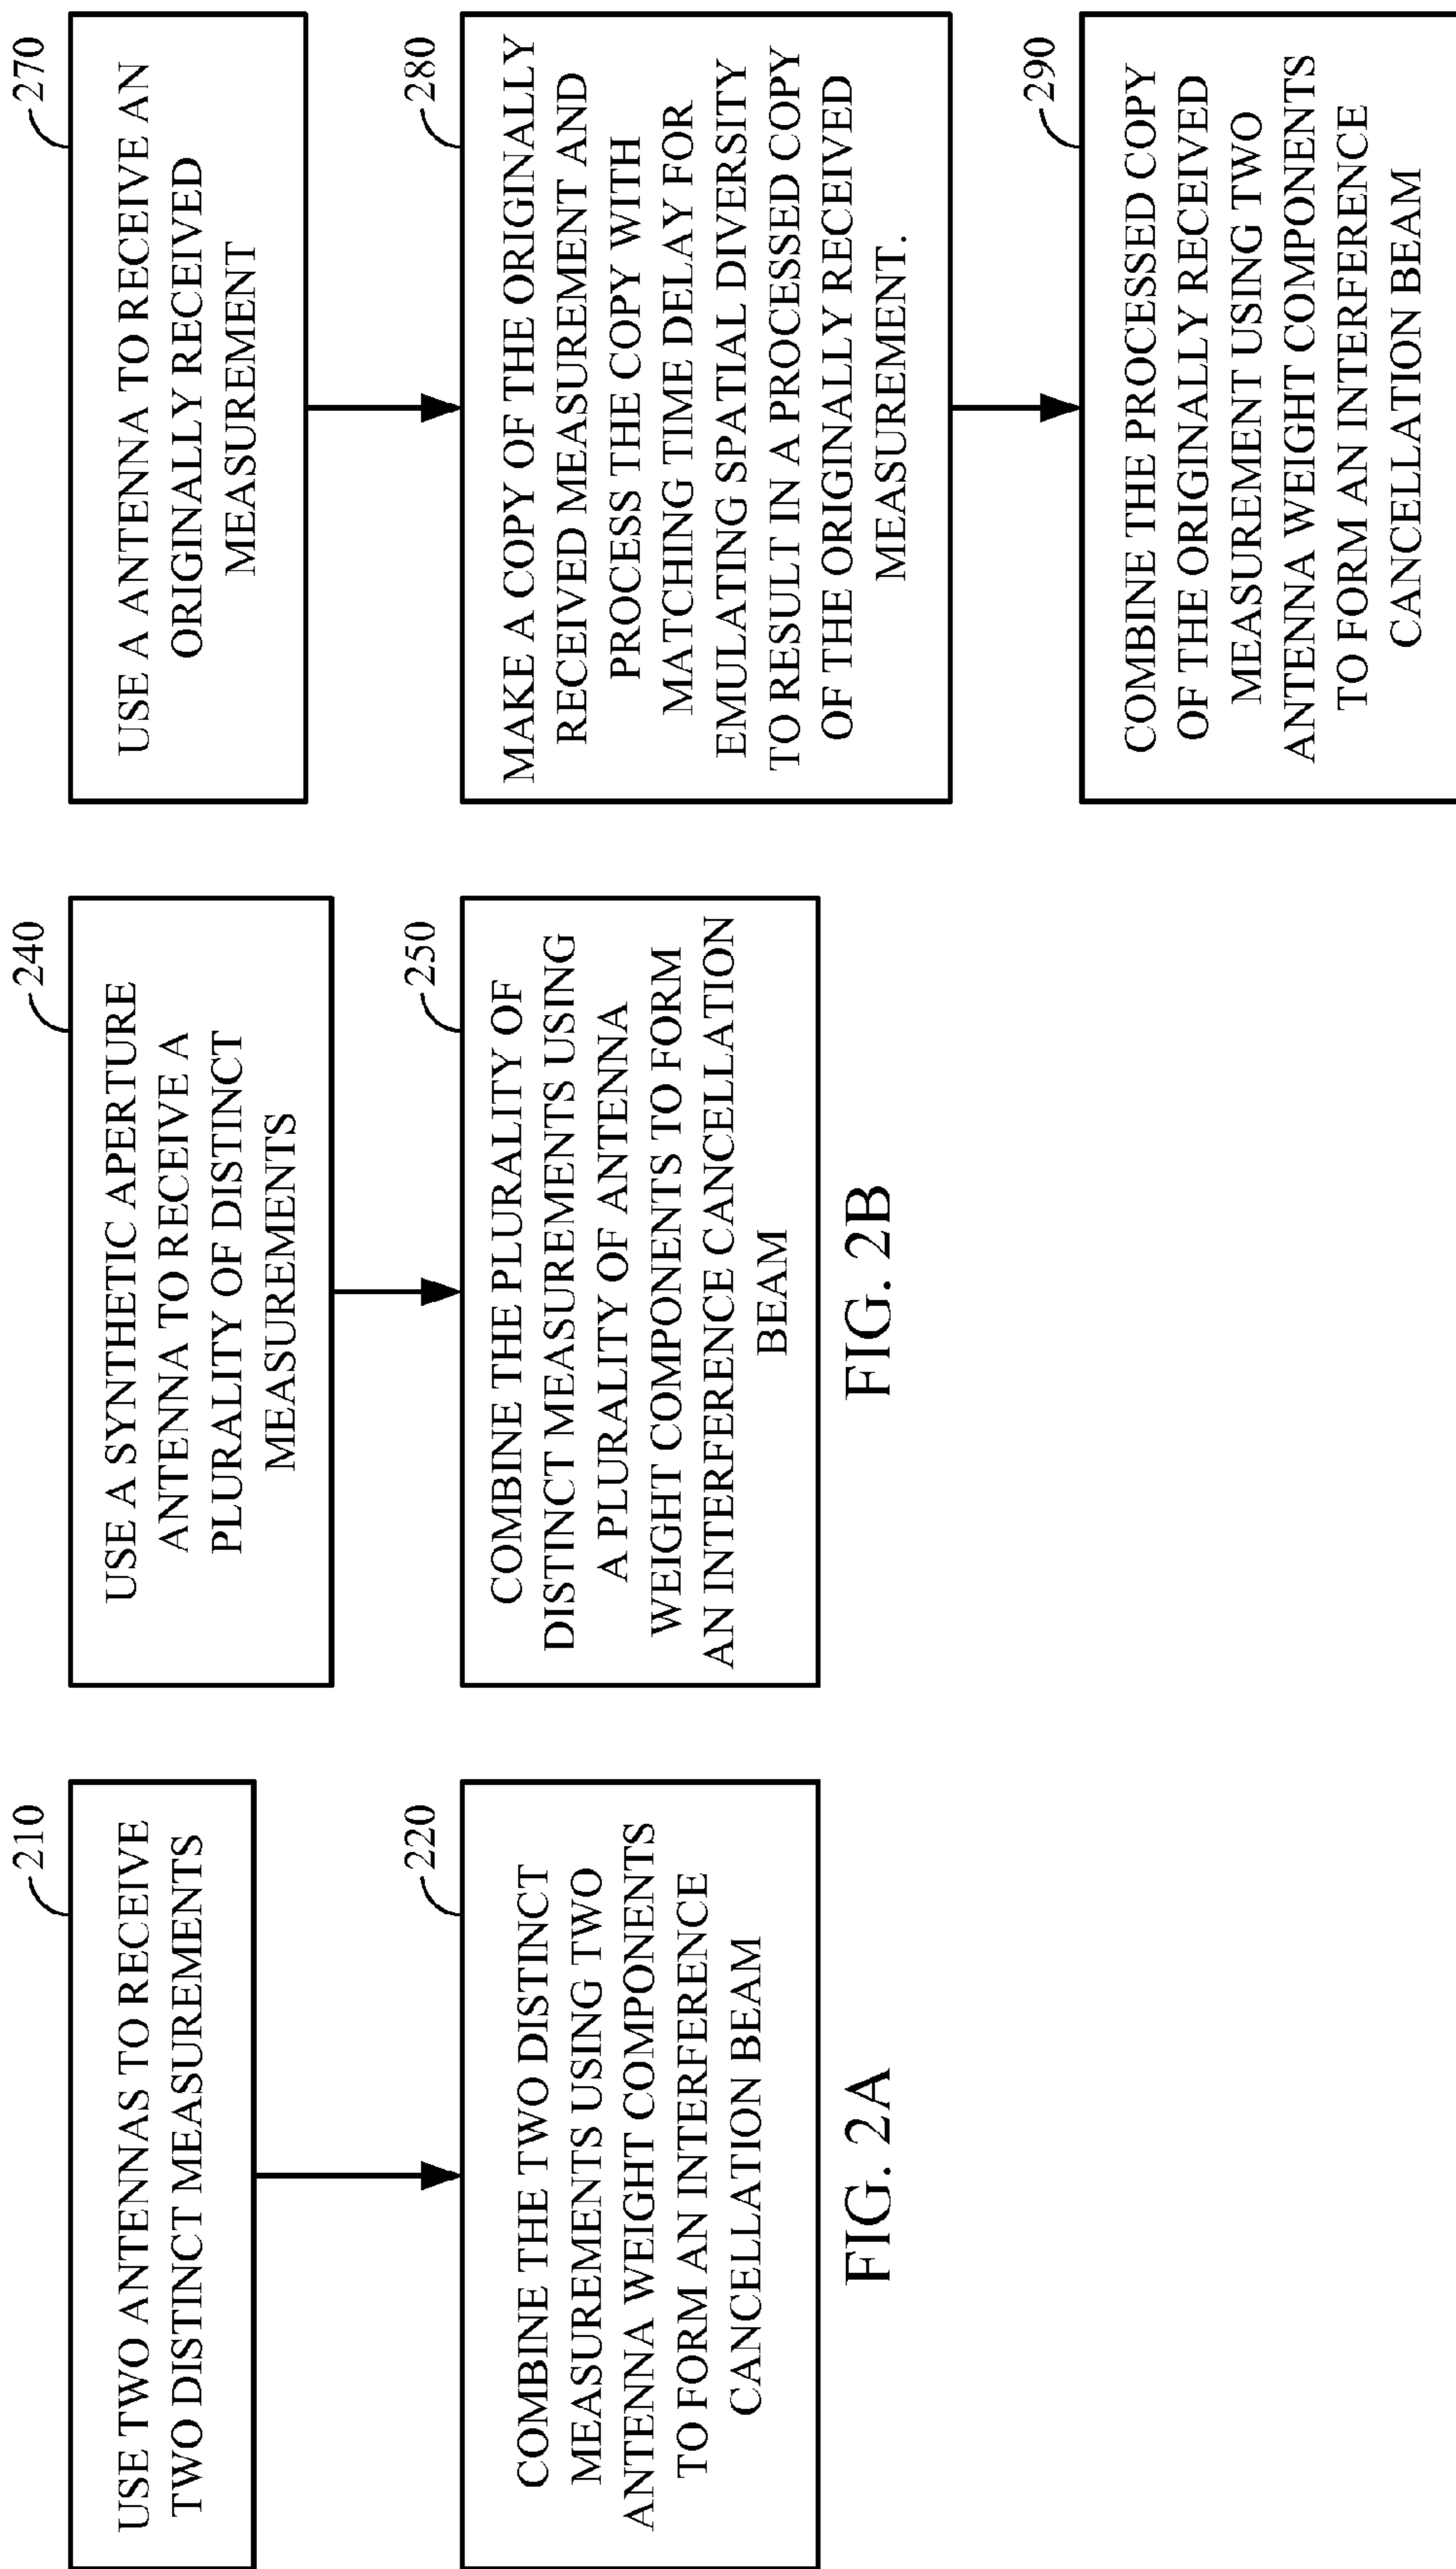 210
USE TWO ANTENNAS TO RECEIVE
TWO DISTINCT MEASUREMENTS
220
COMBINE THE TWO DISTINCT
MEASUREMENTS USING TWO
ANTENNA WEIGHT COMPONENTS
TO FORM AN INTERFERENCE
CANCELLATION BEAM
FIG. 2A
240
USE A SYNTHETIC APERTURE
ANTENNA TO RECEIVE A
PLURALITY OF DISTINCT
MEASUREMENTS
250
COMBINE THE PLURALITY OF
DISTINCT MEASUREMENTS USING
A PLURALITY OF ANTENNA
WEIGHT COMPONENTS TO FORM
AN INTERFERENCE CANCELLATION
BEAM
FIG. 2B
270
USE A ANTENNA TO RECEIVE AN
ORIGINALLY RECEIVED
MEASUREMENT
280
MAKE A COPY OF THE ORIGINALLY
RECEIVED MEASUREMENT AND
PROCESS THE COPY WITH
MATCHING TIME DELAY FOR
EMULATING SPATIAL DIVERSITY
TO RESULT IN A PROCESSED COPY
OF THE ORIGINALLY RECEIVED
MEASUREMENT.
290
COMBINE THE PROCESSED COPY
OF THE ORIGINALLY RECEIVED
MEASUREMENT USING TWO
ANTENNA WEIGHT COMPONENTS
TO FORM AN INTERFERENCE
CANCELLATION BEAM